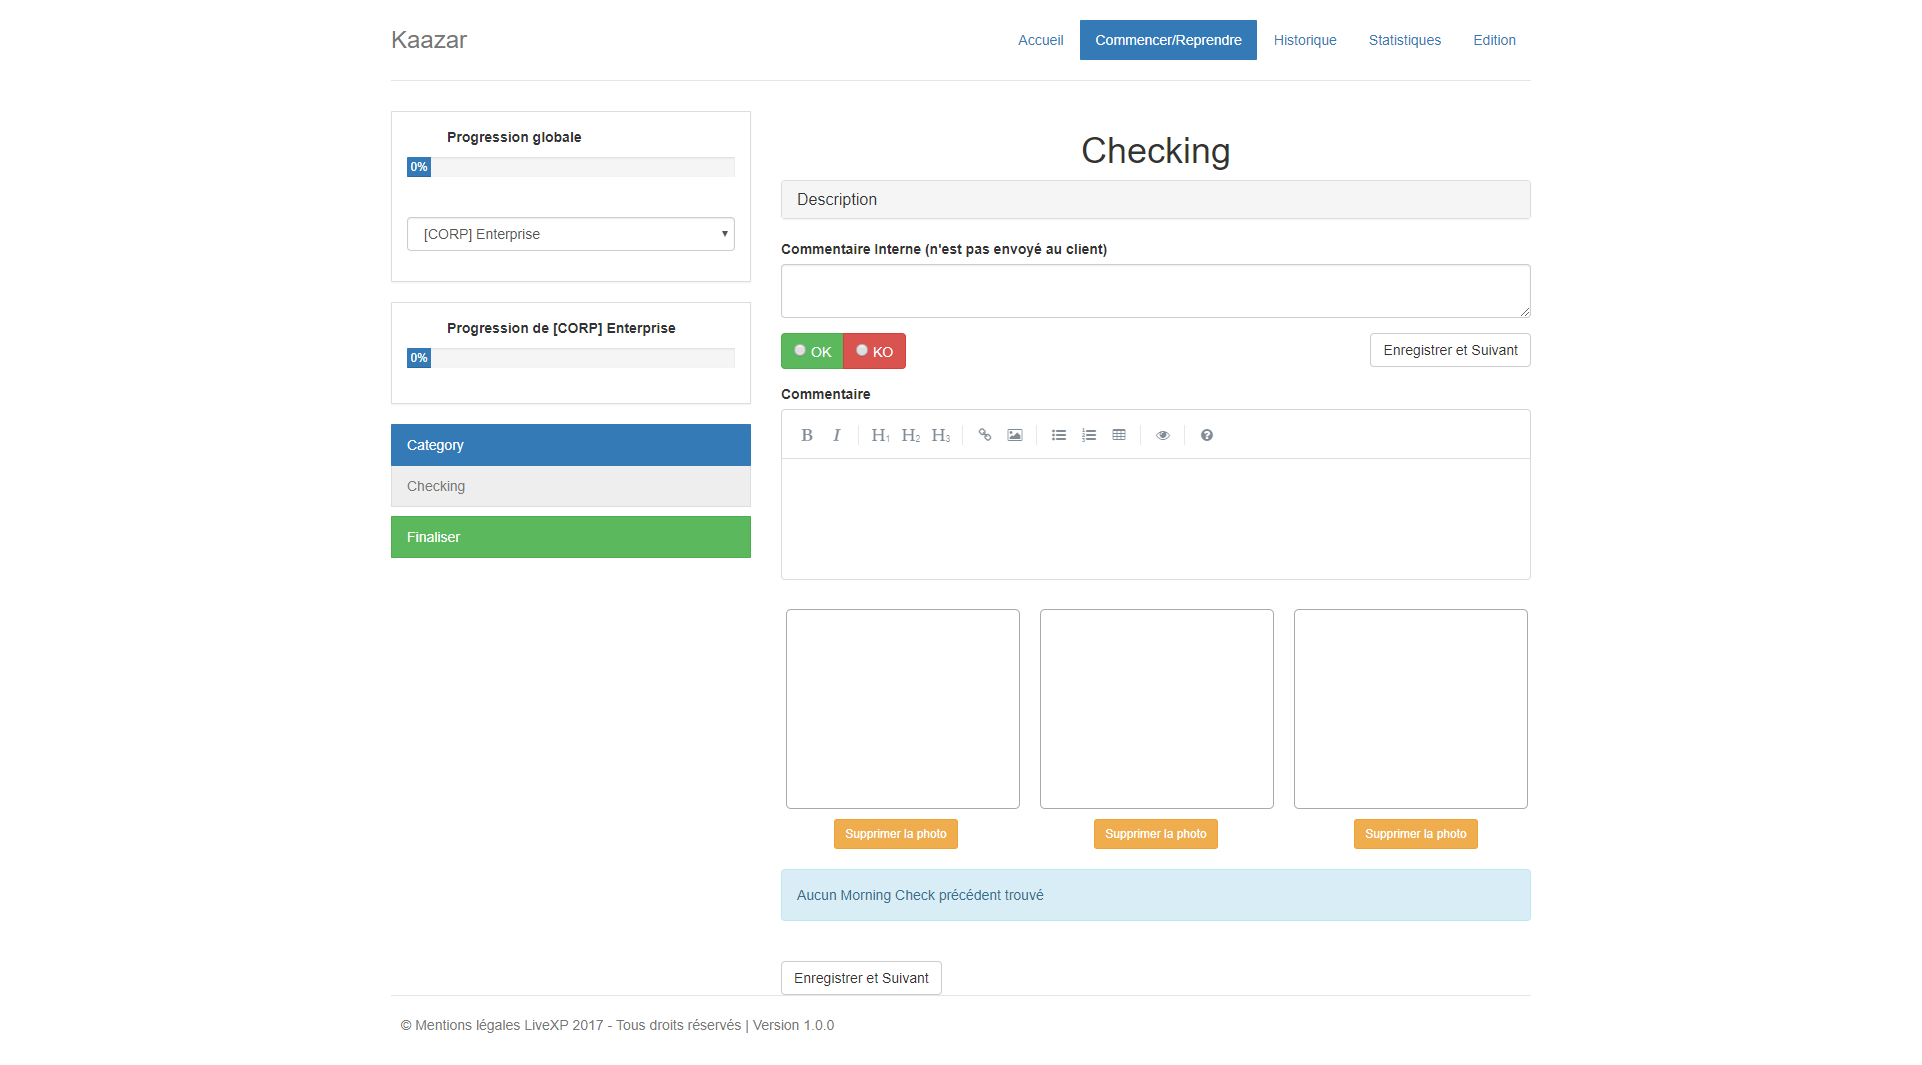 Kaazar
Accueil
Commencer/Reprendre
Historique
Statistiques
Edition
Progression globale
0%
[CORP] Enterprise
Progression de [CORP] Enterprise
0%
Category
Checking
Finaliser
Checking
Description
Commentaire Interne (n'est pas envoyé au client)
OK
KO
Enregistrer et Suivant
Commentaire
B I H1 H2 H3
Supprimer la photo
Supprimer la photo
Supprimer la photo
Aucun Morning Check précédent trouvé
Enregistrer et Suivant
© Mentions légales LiveXP 2017 - Tous droits réservés | Version 1.0.0